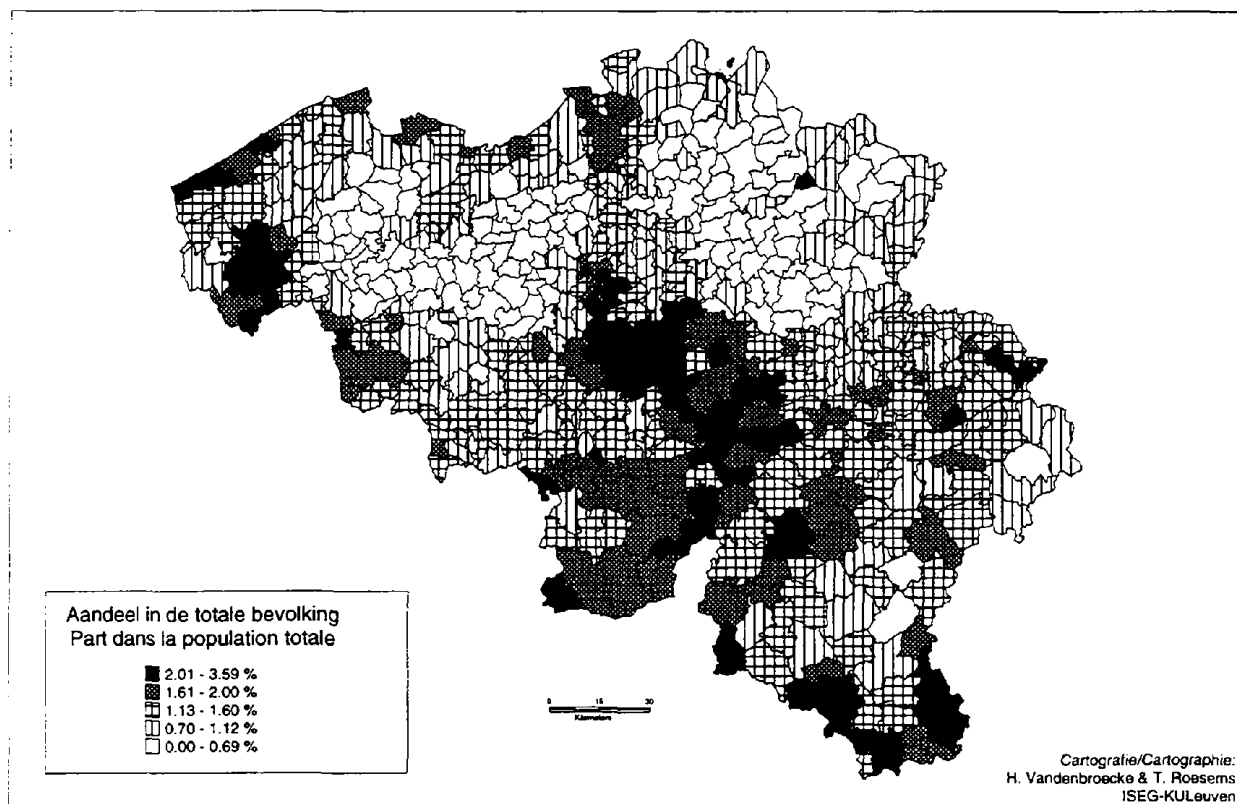 Aandeel in de totale bevolking
Part dans la population totale
2.01 - 3.59 %
1.61 - 2.00 %
1.13 - 1.60 %
0.70 - 1.12 %
0.00 - 0.69 %
0 15 30
Kilometers
Cartografie/Cartographie:
H. Vandenbroecke & T. Roesems
ISEG-KULeuven